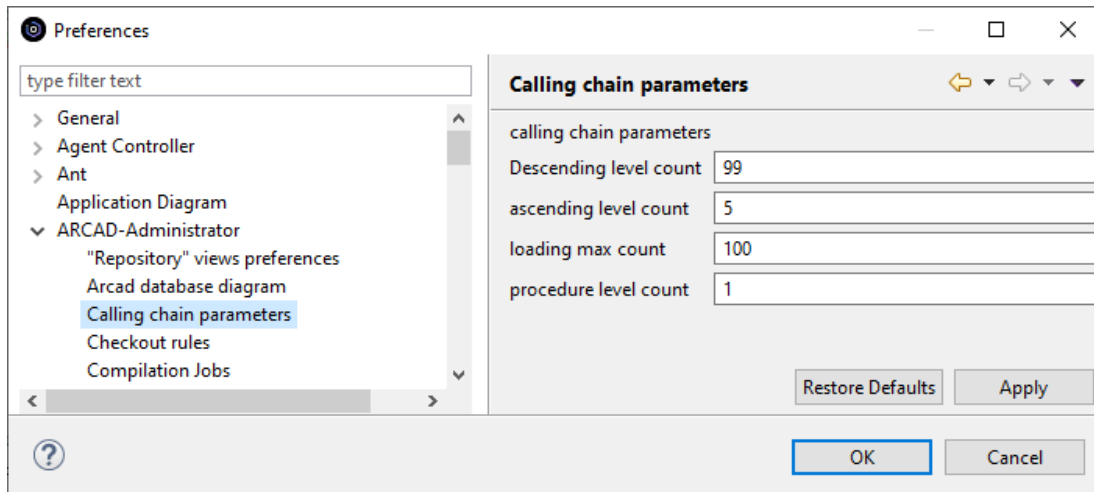 Preferences
type filter text
General
Agent Controller
Ant
Application Diagram
ARCAD-Administrator
"Repository" views preferences
Arcad database diagram
Calling chain parameters
Checkout rules
Compilation Jobs
Calling chain parameters
calling chain parameters
Descending level count 99
ascending level count 5
loading max count 100
procedure level count 1
Restore Defaults Apply
? OK Cancel